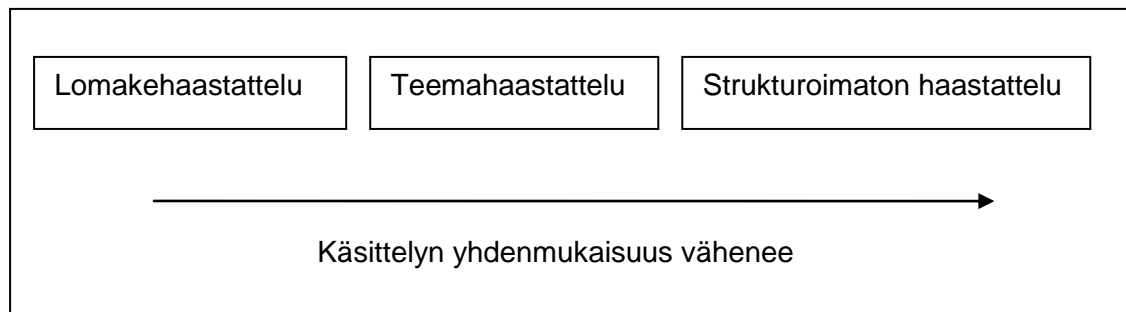 Lomakehaastattelu
Teemahaastattelu
Strukturoimaton haastattelu
Käsittelyn yhdenmukaisuus vähenee